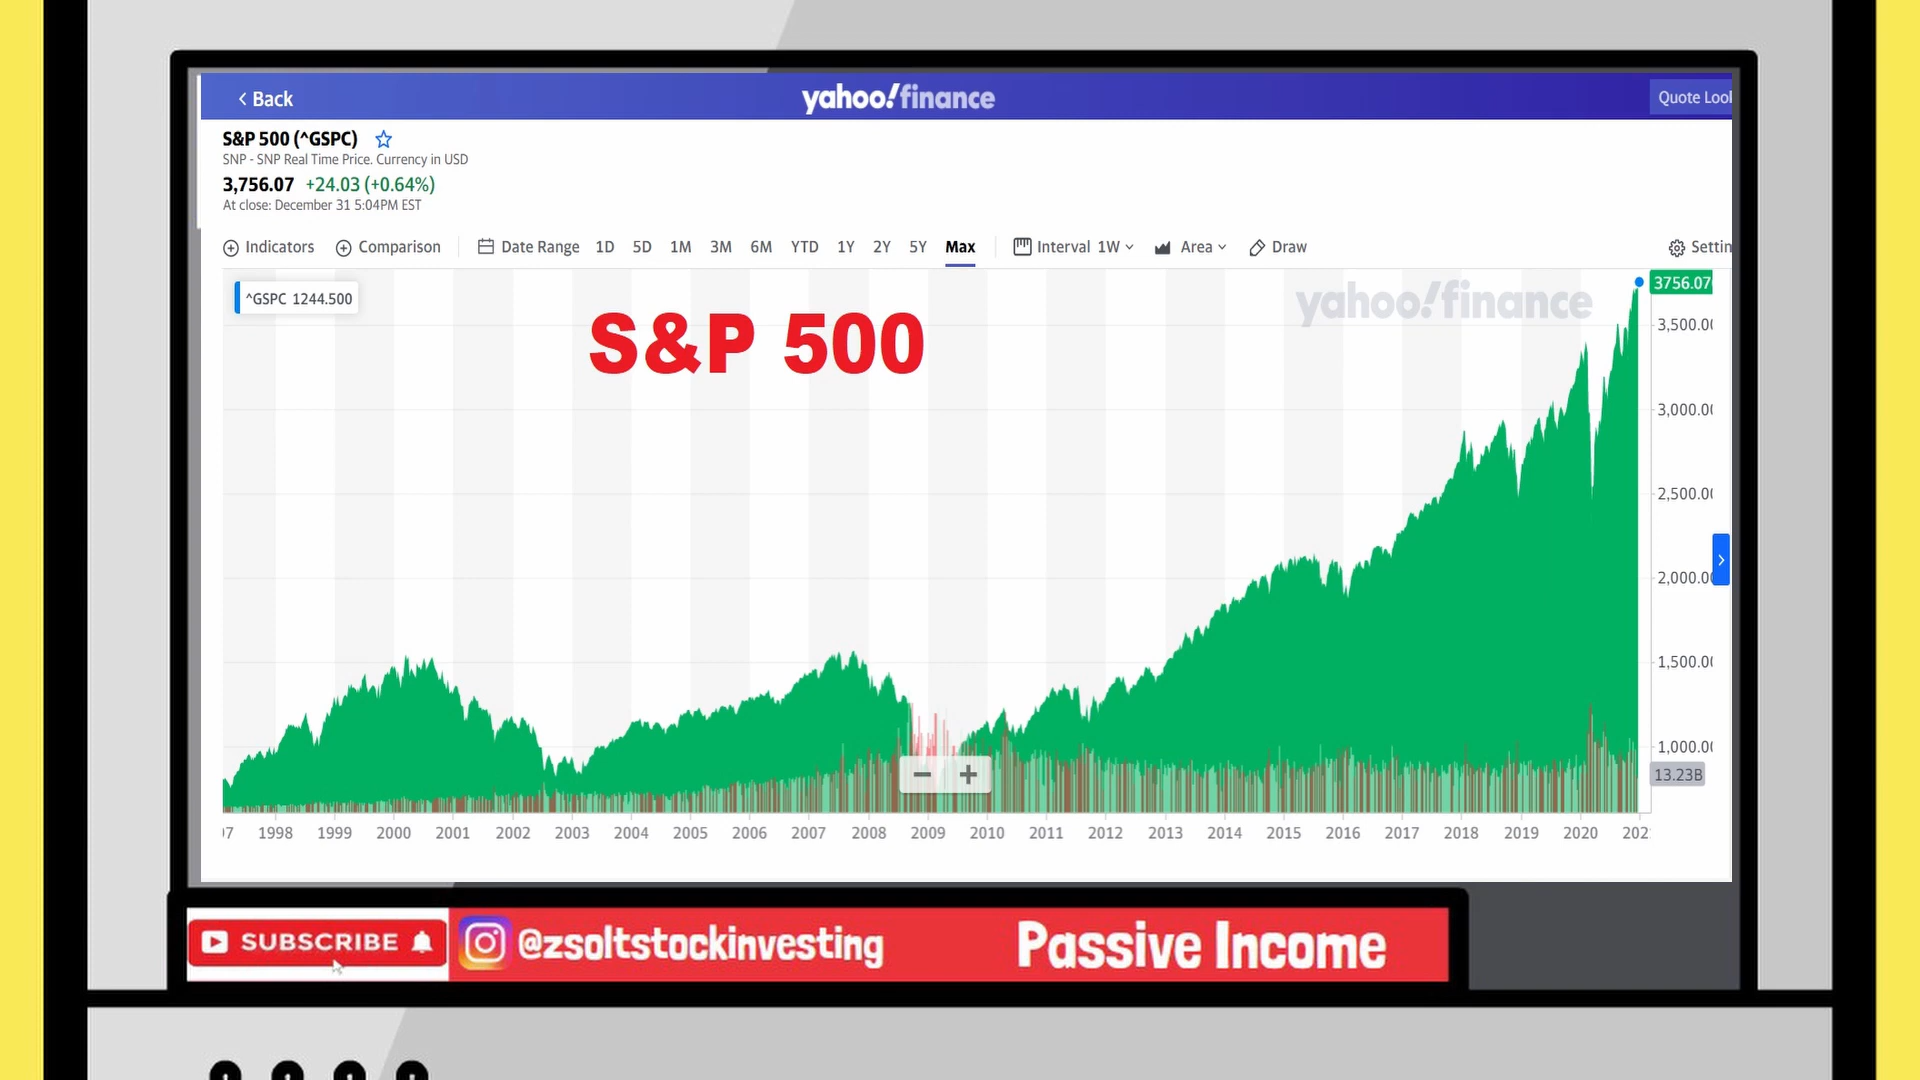 Back
yahoo!finance
Quote Lool
S&P 500 (^GSPC)
SNP - SNP Real Time Price. Currency in USD
3,756.07 +24.03 (+0.64%)
At close: December 31 5:04PM EST
Indicators Comparison Date Range 1D 5D 1M 3M 6M YTD 1Y 2Y 5Y Max Interval 1W Area Draw Settin
^GSPC 1244.500
yahoo!finance
3756.07
S&P 500
3,500.0
3,000.0
2,500.0
2,000.0
1,500.0
1,000.0
13.23B
97 1998 1999 2000 2001 2002 2003 2004 2005 2006 2007 2008 2009 2010 2011 2012 2013 2014 2015 2016 2017 2018 2019 2020 202
SUBSCRIBE @zsoltstockinvesting Passive Income